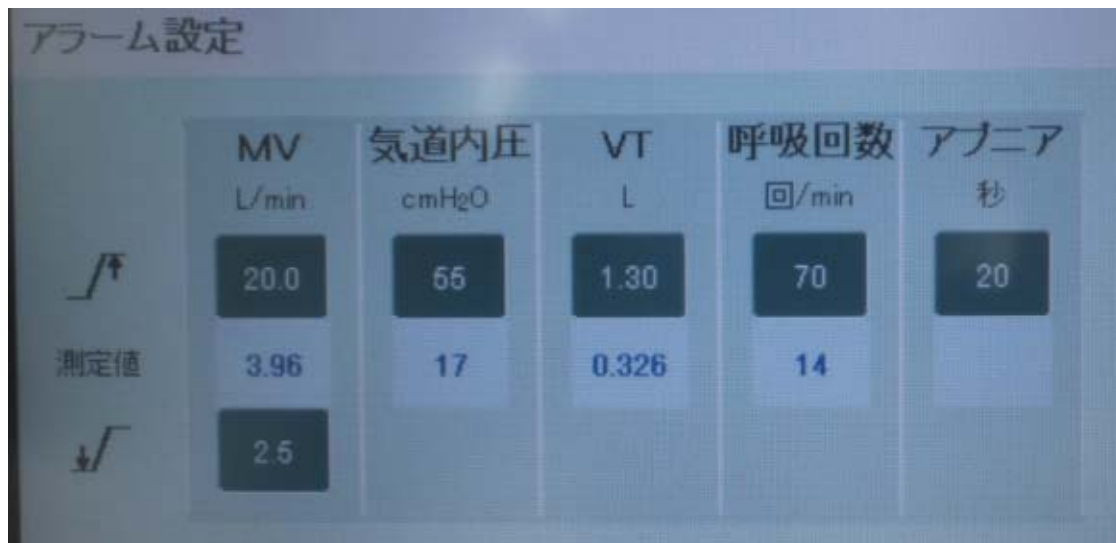 アラーム設定
MV 気道内圧 VT 呼吸回数 アプニア
L/min cmH2O L 回/min 秒
20.0 55 1.30 70 20
測定値 3.96 17 0.326 14
2.5